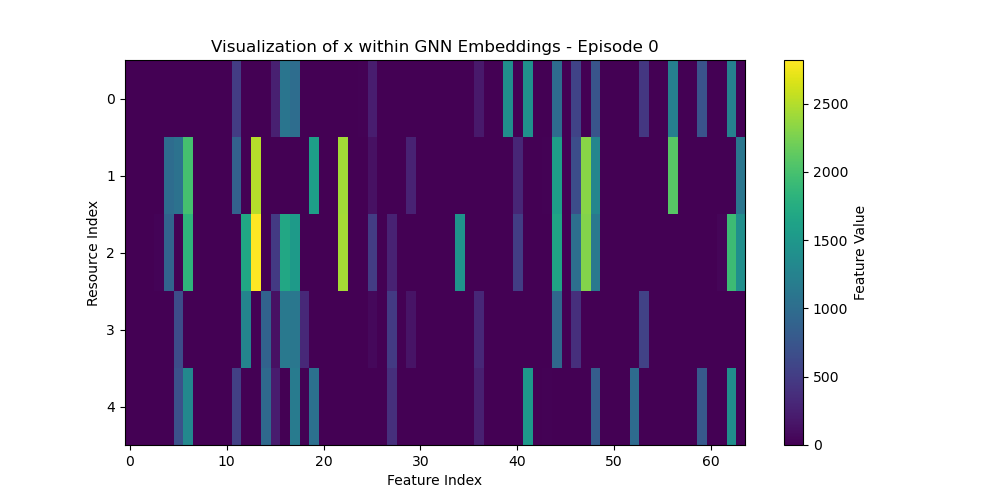 Visualization of x within GNN Embeddings - Episode 0
Resource Index
0
1
2
3
4
0 10 20 30 40 50 60
Feature Index
2500
2000
1500
1000
500
0
Feature Value